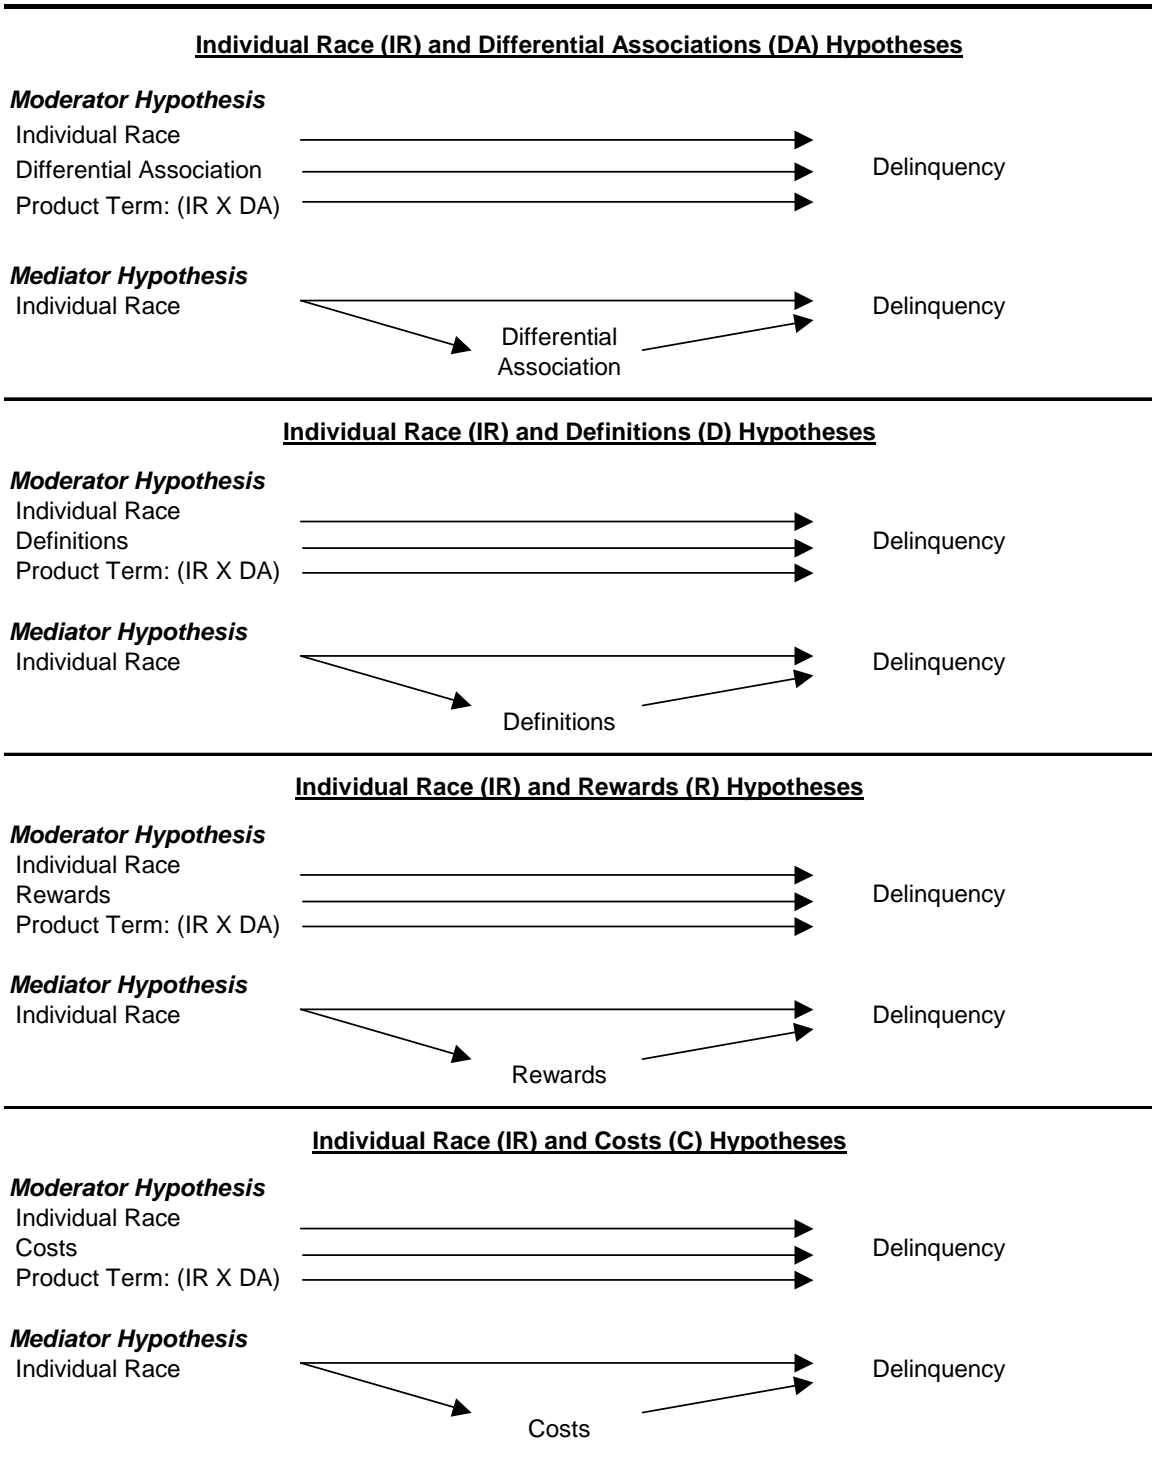 Individual Race (IR) and Differential Associations (DA) Hypotheses
Moderator Hypothesis
Individual Race
Differential Association
Delinquency
Product Term: (IR X DA)
Mediator Hypothesis
Individual Race
Delinquency
Differential
Association
Individual Race (IR) and Definitions (D) Hypotheses
Moderator Hypothesis
Individual Race
Definitions
Delinquency
Product Term: (IR X DA)
Mediator Hypothesis
Individual Race
Delinquency
Definitions
Individual Race (IR) and Rewards (R) Hypotheses
Moderator Hypothesis
Individual Race
Rewards
Delinquency
Product Term: (IR X DA)
Mediator Hypothesis
Individual Race
Delinquency
Rewards
Individual Race (IR) and Costs (C) Hypotheses
Moderator Hypothesis
Individual Race
Costs
Delinquency
Product Term: (IR X DA)
Mediator Hypothesis
Individual Race
Delinquency
Costs